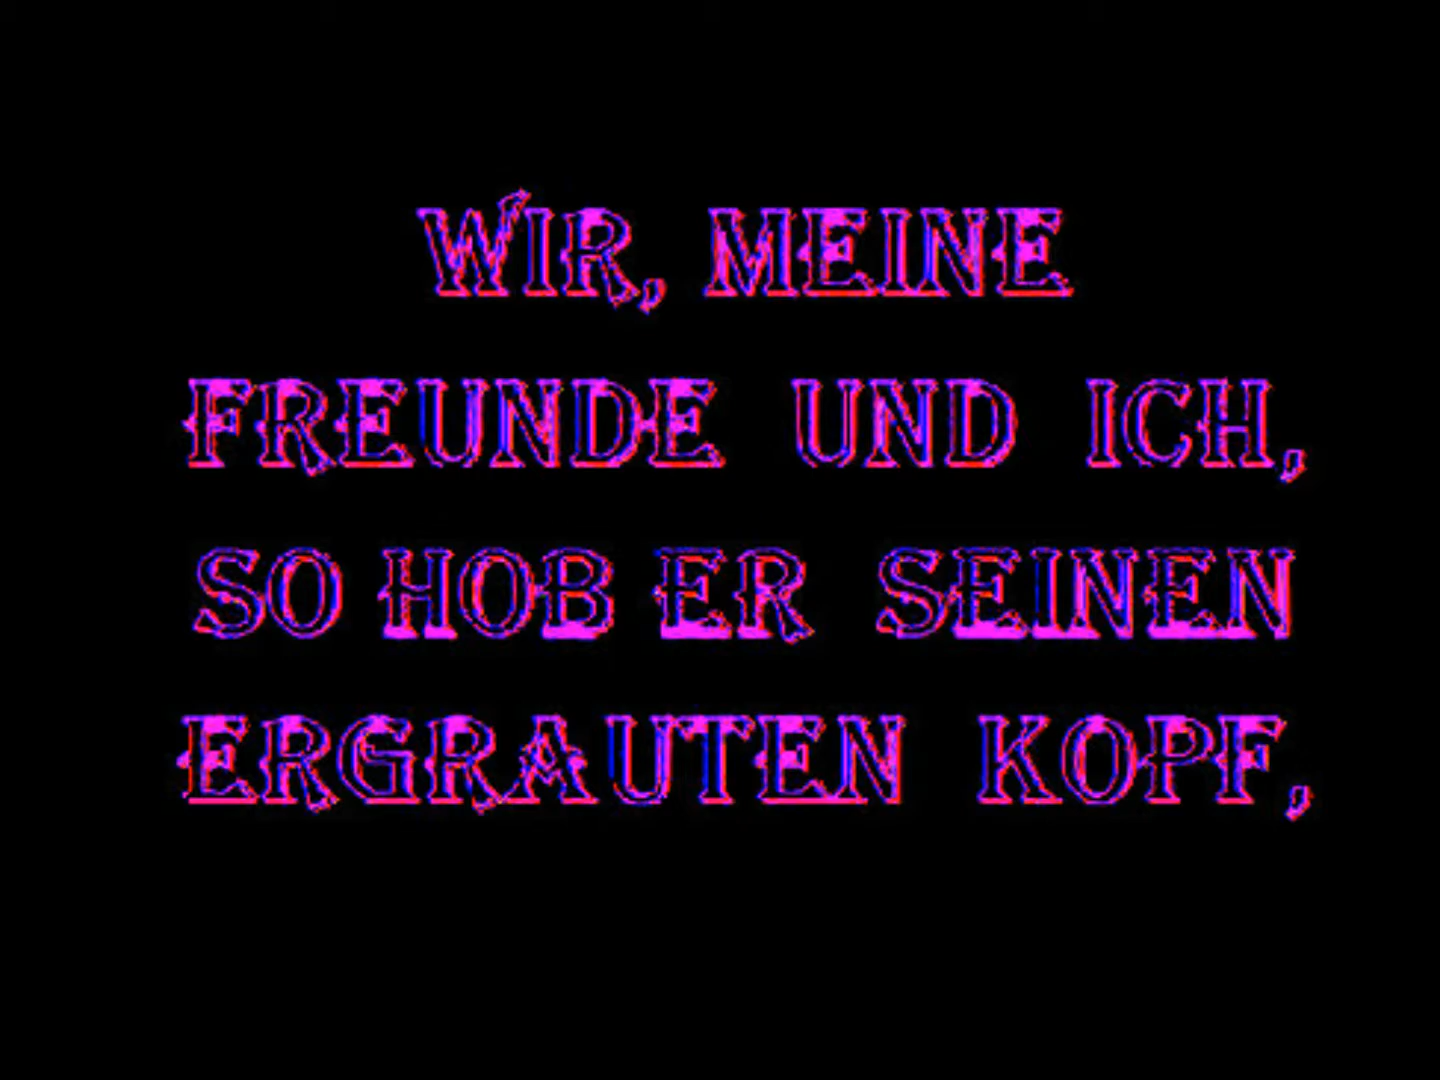 WIR, MEINE
FREUNDE UND ICH,
SO HOB ER SEINEN
ERGRAUTEN KOPF,